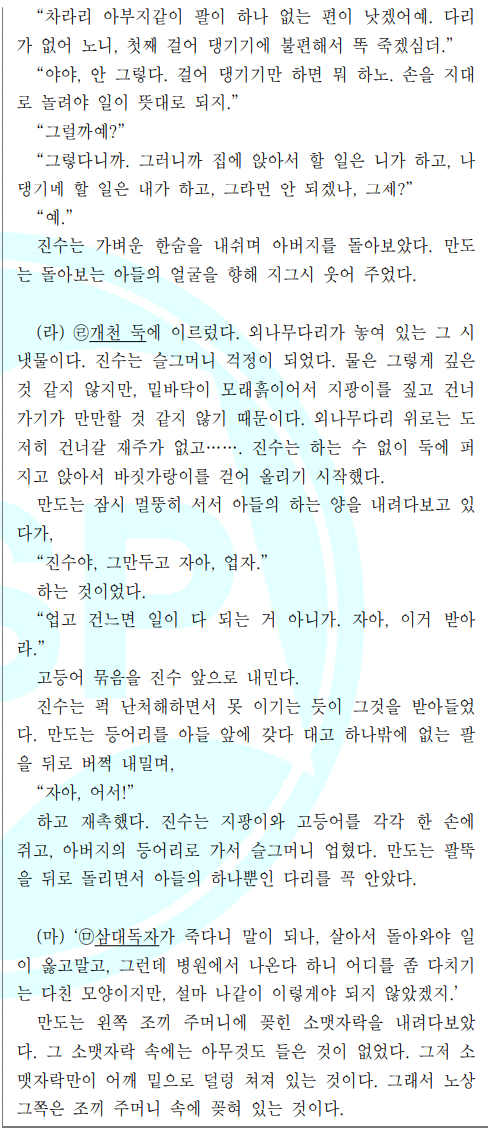 “차라리 아부지같이 팔이 하나 없는 편이 낫겠어예. 다리
가 없어 노니, 첫째 걸어 댕기기에 불편해서 똑 죽겠심더.”
“야야, 안 그렇다. 걸어 댕기기만 하면 뭐 하노. 손을 지대
로 놀려야 일이 뜻대로 되지.”
“그럴까예?”
“그렇다니까. 그러니까 집에 앉아서 할 일은 니가 하고, 나
댕기메 할 일은 내가 하고, 그라먼 안 되겠나, 그제?”
“예.”
진수는 가벼운 한숨을 내쉬며 아버지를 돌아보았다. 만도
는 돌아보는 아들의 얼굴을 향해 지그시 웃어 주었다.
(라) ㉣개천 둑에 이르렀다. 외나무다리가 놓여 있는 그 시
냇물이다. 진수는 슬그머니 걱정이 되었다. 물은 그렇게 깊은
것 같지 않지만, 밑바닥이 모래흙이어서 지팡이를 짚고 건너
가기가 만만할 것 같지 않기 때문이다. 외나무다리 위로는 도
저히 건너갈 재주가 없고……. 진수는 하는 수 없이 둑에 퍼
지고 앉아서 바짓가랑이를 걷어 올리기 시작했다.
만도는 잠시 멀뚱히 서서 아들의 하는 양을 내려다보고 있
다가,
“진수야, 그만두고 자아, 업자.”
하는 것이었다.
“업고 건느면 일이 다 되는 거 아니가. 자아, 이거 받아
라.”
고등어 묶음을 진수 앞으로 내민다.
진수는 퍽 난처해하면서 못 이기는 듯이 그것을 받아들었
다. 만도는 등어리를 아들 앞에 갖다 대고 하나밖에 없는 팔
을 뒤로 버쩍 내밀며,
“자아, 어서!”
하고 재촉했다. 진수는 지팡이와 고등어를 각각 한 손에
쥐고, 아버지의 등어리로 가서 슬그머니 업혔다. 만도는 팔뚝
을 뒤로 돌리면서 아들의 하나뿐인 다리를 꼭 안았다.
(마) ‘㉤삼대독자가 죽다니 말이 되나, 살아서 돌아와야 일
이 옳고말고, 그런데 병원에서 나온다 하니 어디를 좀 다치기
는 다친 모양이지만, 설마 나같이 이렇게야 되지 않았겠지.’
만도는 왼쪽 조끼 주머니에 꽂힌 소맷자락을 내려다보았
다. 그 소맷자락 속에는 아무것도 들은 것이 없었다. 그저 소
맷자락만이 어깨 밑으로 덜렁 처져 있는 것이다. 그래서 노상
그쪽은 조끼 주머니 속에 꽂혀 있는 것이다.